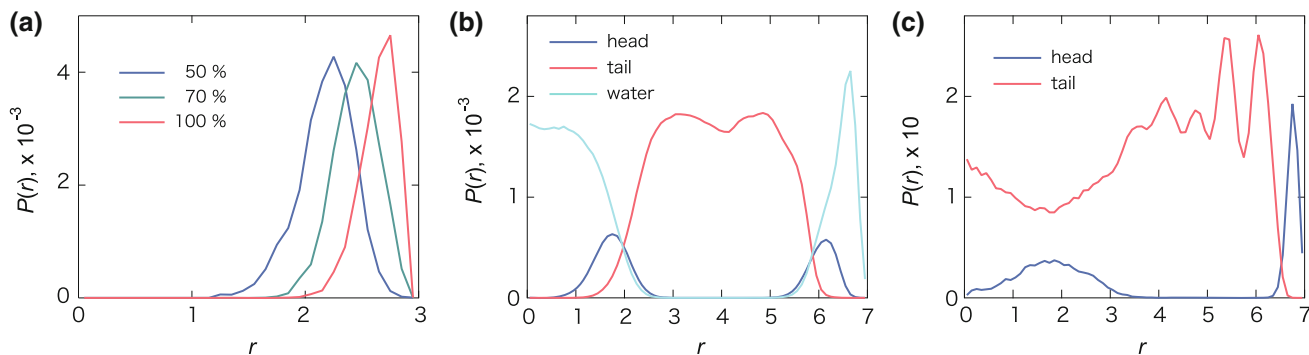 (a)
P(r), x 10⁻³
4
2
0
50 %
70 %
100 %
0 1 2 3
r
(b)
P(r), x 10⁻³
2
1
0
head
tail
water
0 1 2 3 4 5 6 7
r
(c)
P(r), x 10
2
1
0
head
tail
0 1 2 3 4 5 6 7
r